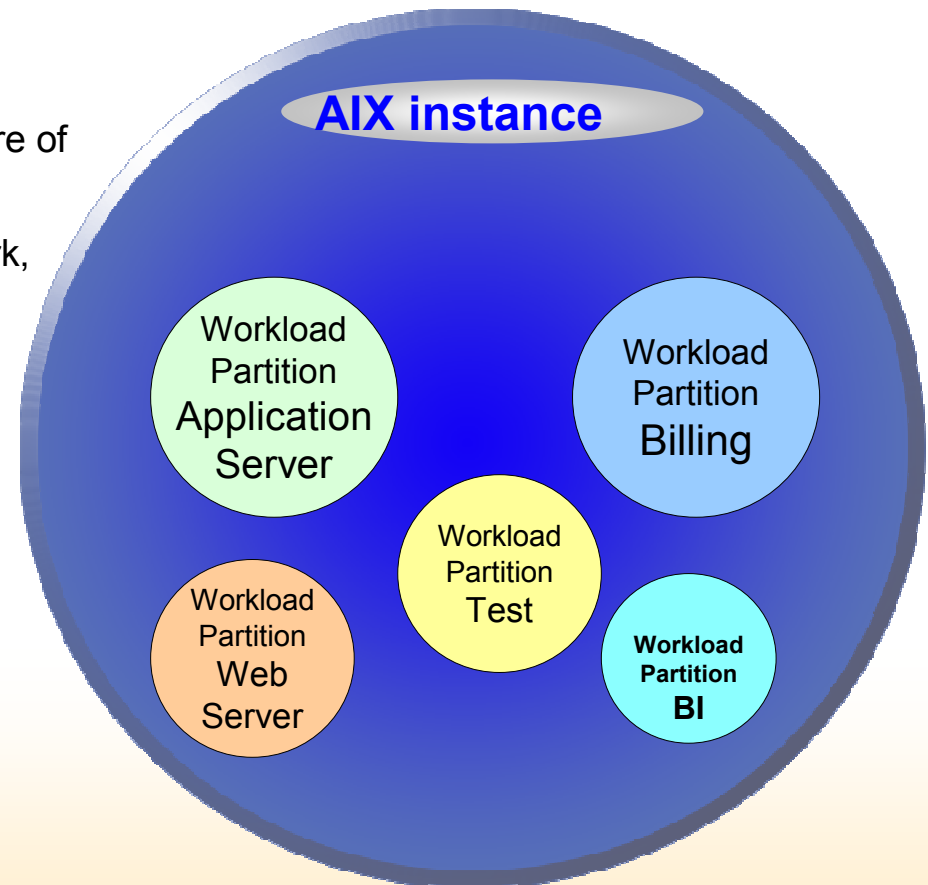 AIX instance
re of
rk,
Workload
Partition
Application
Server
Workload
Partition
Billing
Workload
Partition
Test
Workload
Partition
Web
Server
Workload
Partition
BI